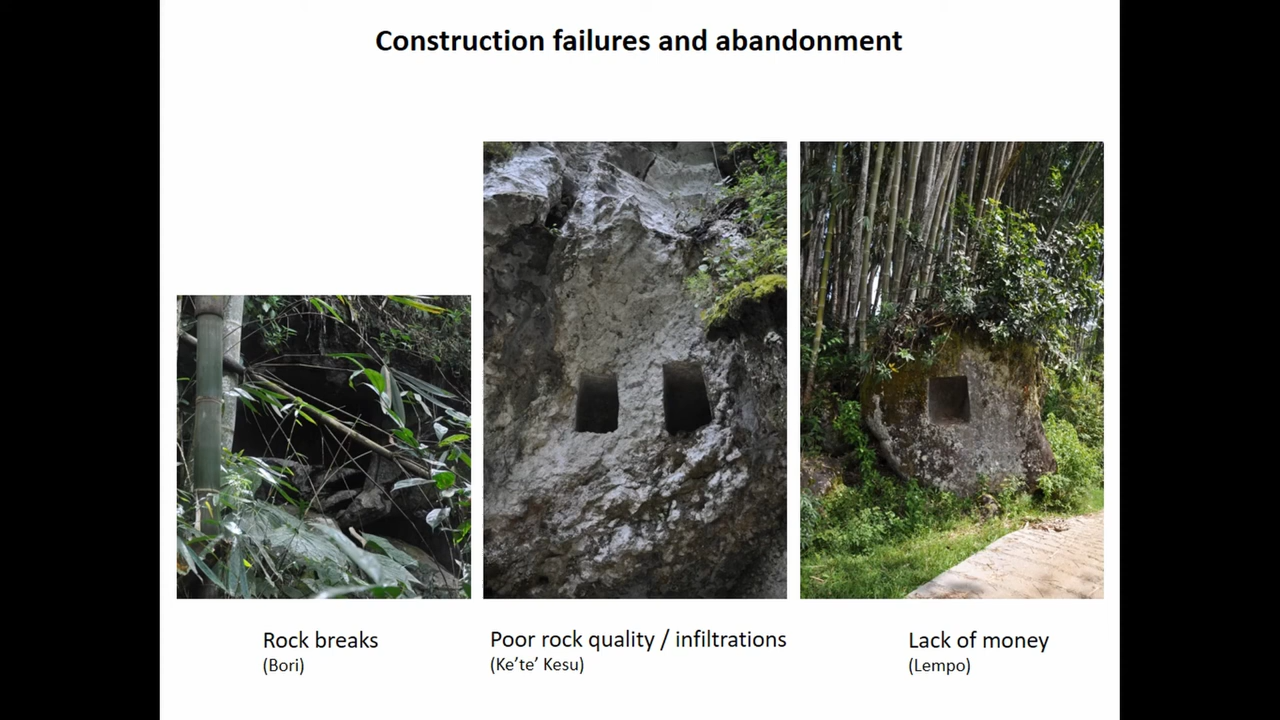 Construction failures and abandonment
Rock breaks
(Bori)
Poor rock quality / infiltrations
(Ke’te’ Kesu)
Lack of money
(Lempo)